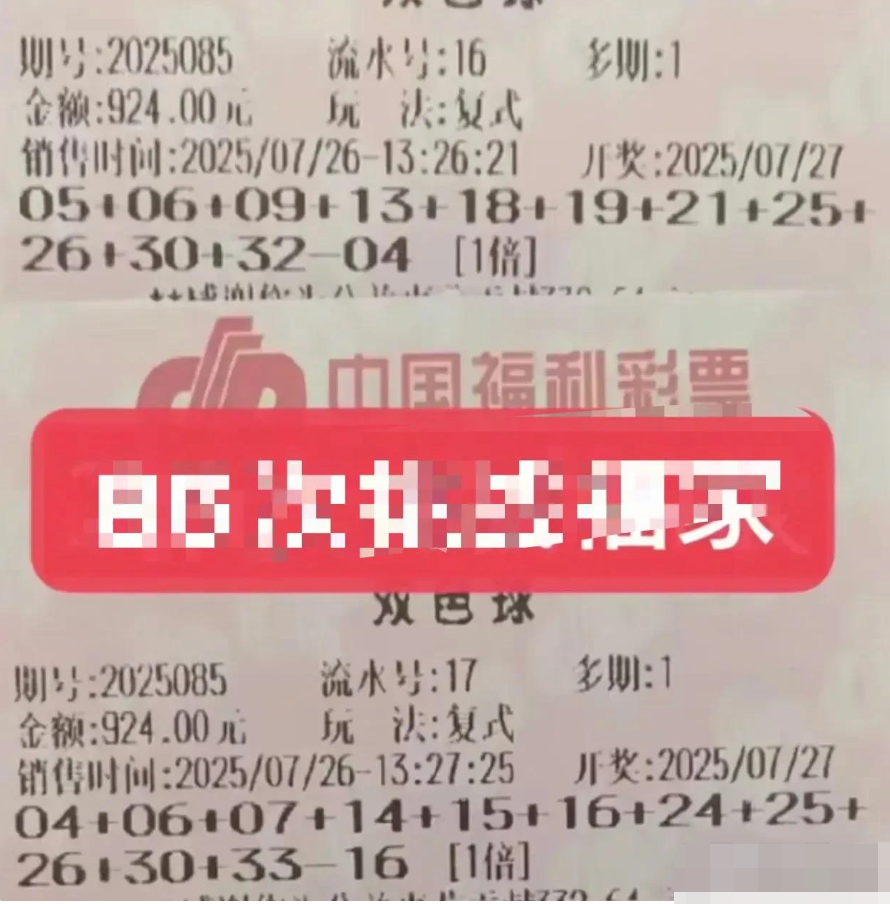 期号:2025085 流水号:16 多期:1
金额:924.00元 玩 法:复式
销售时间:2025/07/26-13:26:21 开奖:2025/07/27
05+06+09+13+18+19+21+25+
26+30+32-04 [1倍]
中国福利彩票
双色球
期号:2025085 流水号:17 多期:1
金额:924.00元 玩 法:复式
销售时间:2025/07/26-13:27:25 开奖:2025/07/27
04+06+07+14+15+16+24+25+
26+30+33-16 [1倍]